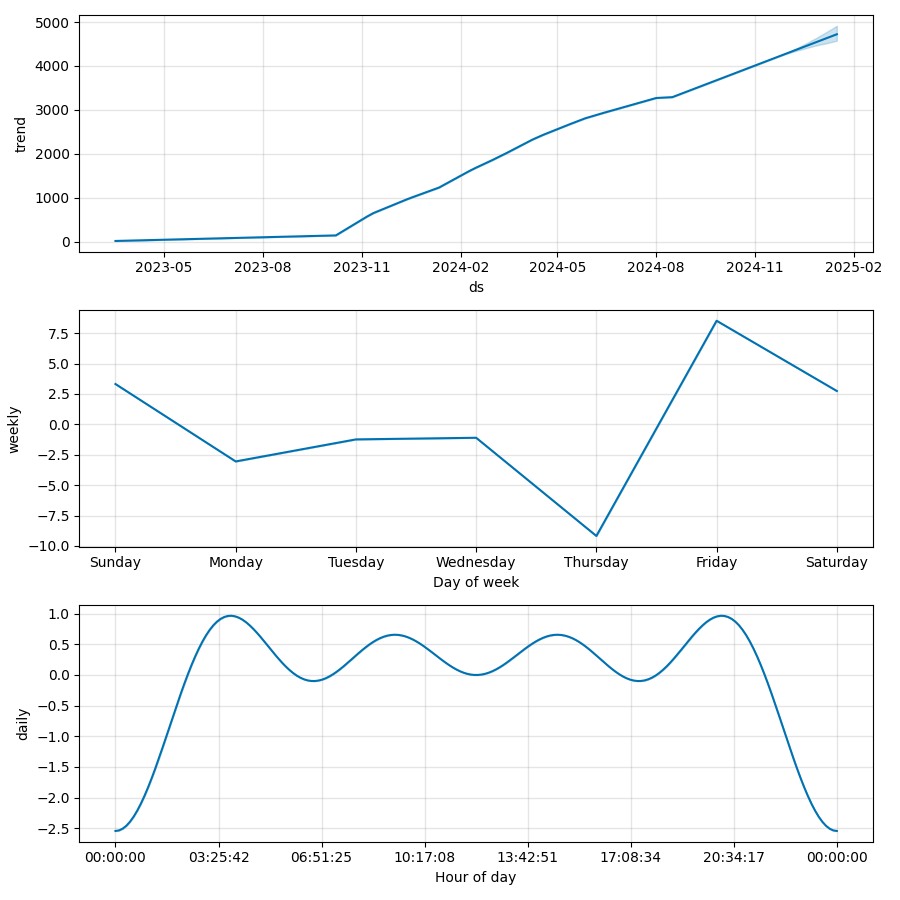 5000
4000
3000
2000
1000
0
trend
2023-05 2023-08 2023-11 2024-02 2024-05 2024-08 2024-11 2025-02
ds
7.5
5.0
2.5
0.0
−2.5
−5.0
−7.5
−10.0
weekly
Sunday Monday Tuesday Wednesday Thursday Friday Saturday
Day of week
1.0
0.5
0.0
−0.5
−1.0
−1.5
−2.0
−2.5
daily
00:00:00 03:25:42 06:51:25 10:17:08 13:42:51 17:08:34 20:34:17 00:00:00
Hour of day